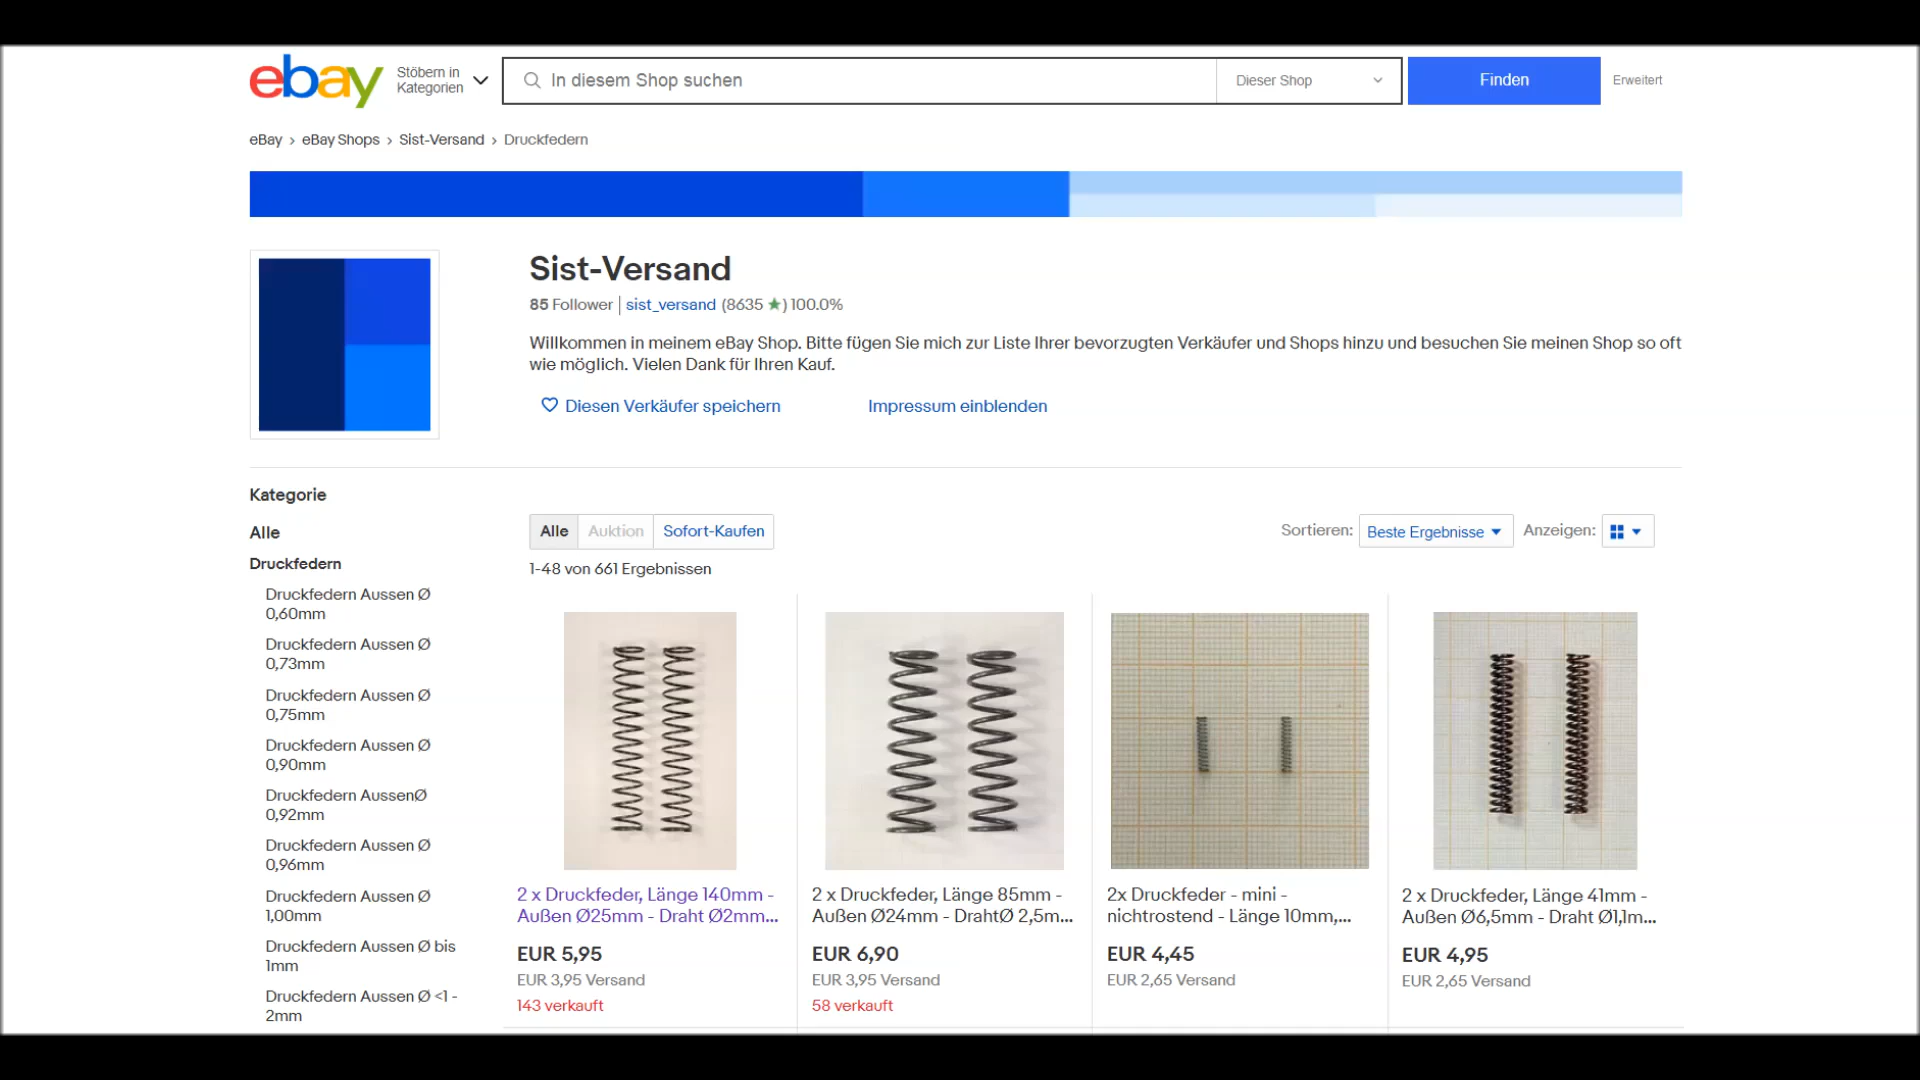 ebay
Stöbern in
Kategorien
In diesem Shop suchen
Dieser Shop
Finden
Erweitert
eBay > eBay Shops > Sist-Versand > Druckfedern
Sist-Versand
85 Follower | sist_versand (8635 ★) 100.0%
Willkommen in meinem eBay Shop. Bitte fügen Sie mich zur Liste Ihrer bevorzugten Verkäufer und Shops hinzu und besuchen Sie meinen Shop so oft
wie möglich. Vielen Dank für Ihren Kauf.
Diesen Verkäufer speichern
Impressum einblenden
Kategorie
Alle
Druckfedern
Druckfedern Aussen Ø
0,60mm
Druckfedern Aussen Ø
0,73mm
Druckfedern Aussen Ø
0,75mm
Druckfedern Aussen Ø
0,90mm
Druckfedern AussenØ
0,92mm
Druckfedern Aussen Ø
0,96mm
Druckfedern Aussen Ø
1,00mm
Druckfedern Aussen Ø bis
1mm
Druckfedern Aussen Ø <1 -
2mm
Alle
Auktion
Sofort-Kaufen
Sortieren:
Beste Ergebnisse
Anzeigen:
1-48 von 661 Ergebnissen
2 x Druckfeder, Länge 140mm -
Außen Ø25mm - Draht Ø2mm...
EUR 5,95
EUR 3,95 Versand
143 verkauft
2 x Druckfeder, Länge 85mm -
Außen Ø24mm - DrahtØ 2,5m...
EUR 6,90
EUR 3,95 Versand
58 verkauft
2x Druckfeder - mini -
nichtrostend - Länge 10mm,...
EUR 4,45
EUR 2,65 Versand
2 x Druckfeder, Länge 41mm -
Außen Ø6,5mm - Draht Ø1,1m...
EUR 4,95
EUR 2,65 Versand